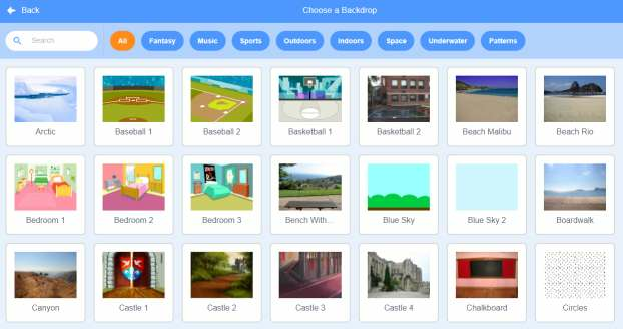 Back
Choose a Backdrop
Search
All Fantasy Music Sports Outdoors Indoors Space Underwater Patterns
Arctic Baseball 1 Baseball 2 Basketball 1 Basketball 2 Beach Malibu Beach Rio
Bedroom 1 Bedroom 2 Bedroom 3 Bench With... Blue Sky Blue Sky 2 Boardwalk
Canyon Castle 1 Castle 2 Castle 3 Castle 4 Chalkboard Circles